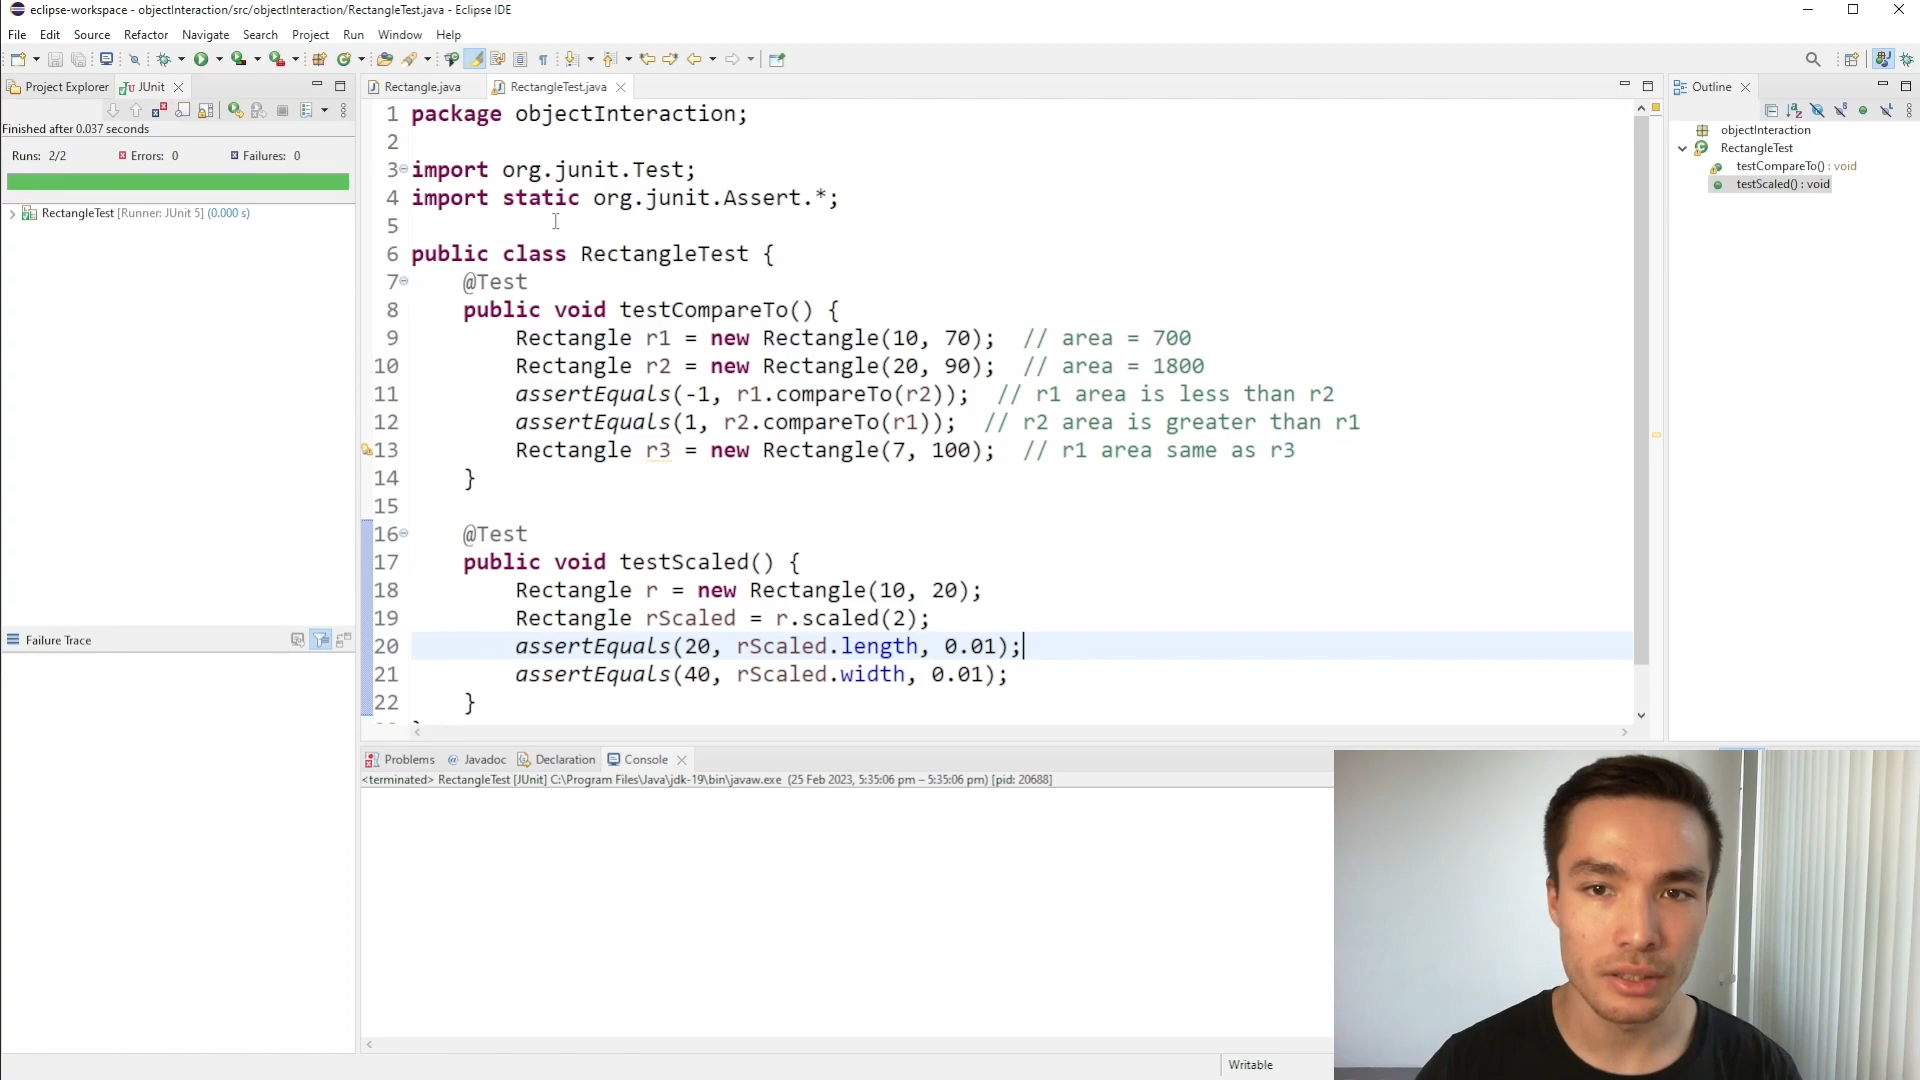 eclipse-workspace - objectInteraction/src/objectInteraction/RectangleTest.java - Eclipse IDE
File Edit Source Refactor Navigate Search Project Run Window Help
Project Explorer JUnit
Rectangle.java RectangleTest.java
Outline
Finished after 0.037 seconds
Runs: 2/2 Errors: 0 Failures: 0
RectangleTest [Runner: JUnit 5] (0.000 s)
Failure Trace
1 package objectInteraction;
2
3 import org.junit.Test;
4 import static org.junit.Assert.*;
5
6 public class RectangleTest {
7 @Test
8 public void testCompareTo() {
9 Rectangle r1 = new Rectangle(10, 70); // area = 700
10 Rectangle r2 = new Rectangle(20, 90); // area = 1800
11 assertEquals(-1, r1.compareTo(r2)); // r1 area is less than r2
12 assertEquals(1, r2.compareTo(r1)); // r2 area is greater than r1
13 Rectangle r3 = new Rectangle(7, 100); // r1 area same as r3
14 }
15
16 @Test
17 public void testScaled() {
18 Rectangle r = new Rectangle(10, 20);
19 Rectangle rScaled = r.scaled(2);
20 assertEquals(20, rScaled.length, 0.01);
21 assertEquals(40, rScaled.width, 0.01);
22 }
objectInteraction
RectangleTest
testCompareTo() : void
testScaled() : void
Problems @ Javadoc Declaration Console
<terminated> RectangleTest [JUnit] C:\Program Files\Java\jdk-19\bin\javaw.exe (25 Feb 2023, 5:35:06 pm – 5:35:06 pm) [pid: 20688]
Writable